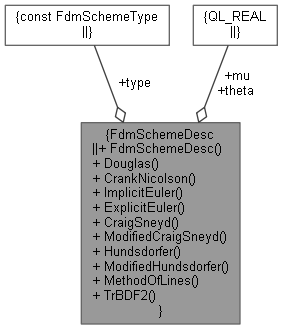 {const FdmSchemeType
||}
{QL_REAL
||}
+type
+mu
+theta
{FdmSchemeDesc
||+ FdmSchemeDesc()
+ Douglas()
+ CrankNicolson()
+ ImplicitEuler()
+ ExplicitEuler()
+ CraigSneyd()
+ ModifiedCraigSneyd()
+ Hundsdorfer()
+ ModifiedHundsdorfer()
+ MethodOfLines()
+ TrBDF2()
}